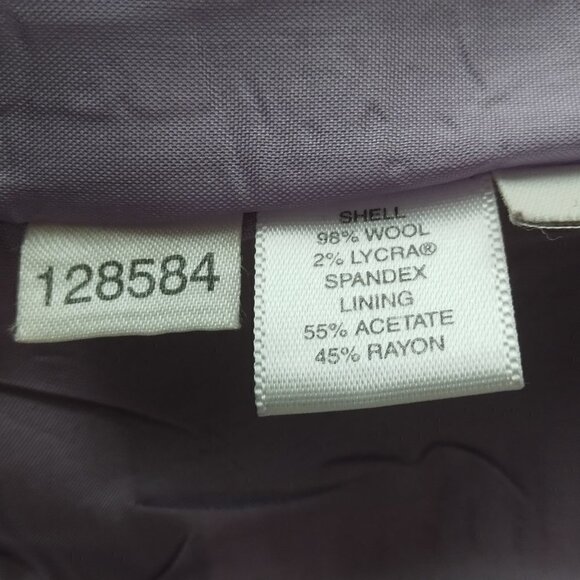 128584
SHELL
98% WOOL
2% LYCRA®
SPANDEX
LINING
55% ACETATE
45% RAYON